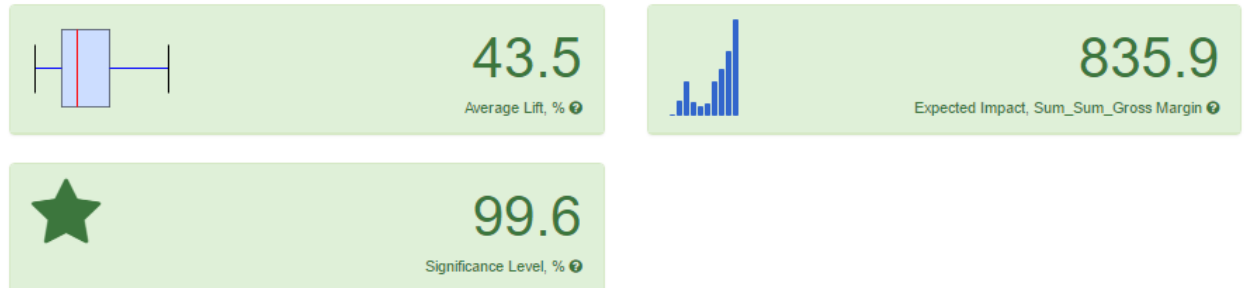 43.5
Average Lift, % ?
835.9
Expected Impact, Sum_Sum_Gross Margin ?
99.6
Significance Level, % ?